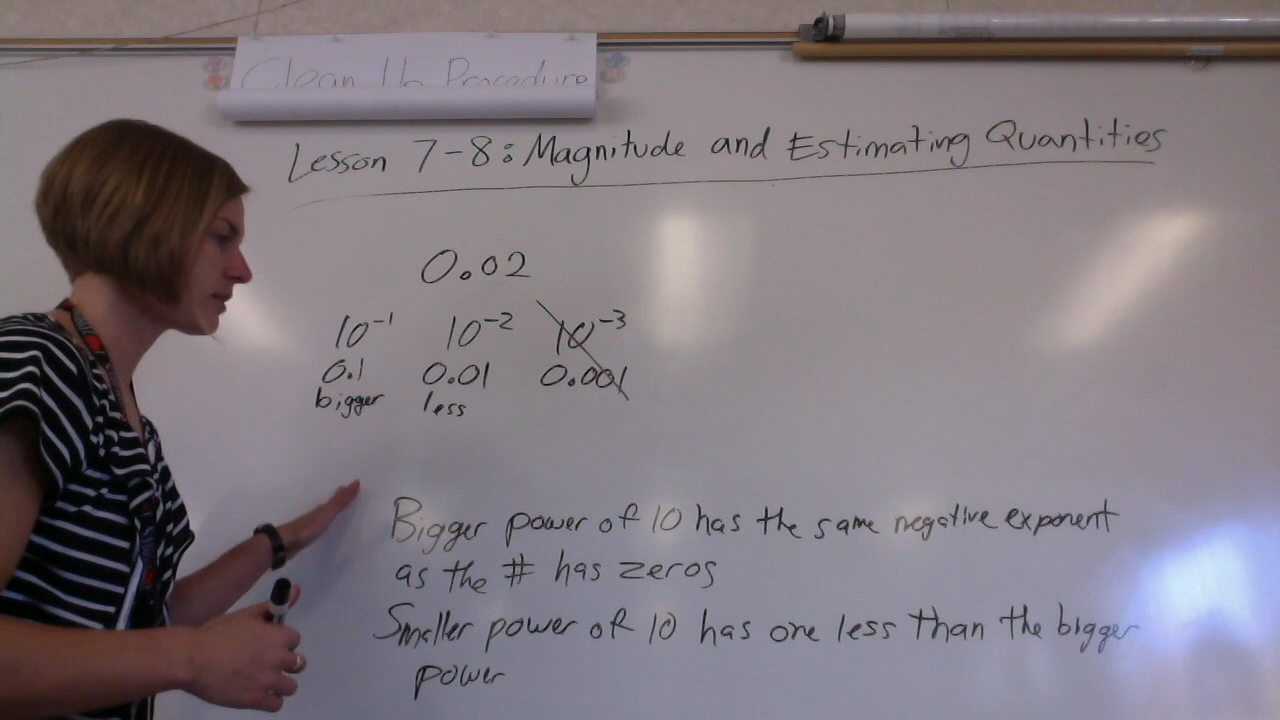 Clean Up Procedure
Lesson 7-8: Magnitude and Estimating Quantities
0.02
10⁻¹ 10⁻² 10⁻³
0.1 0.01 0.001
bigger less
Bigger power of 10 has the same negative exponent
as the # has zeros
Smaller power of 10 has one less than the bigger
power